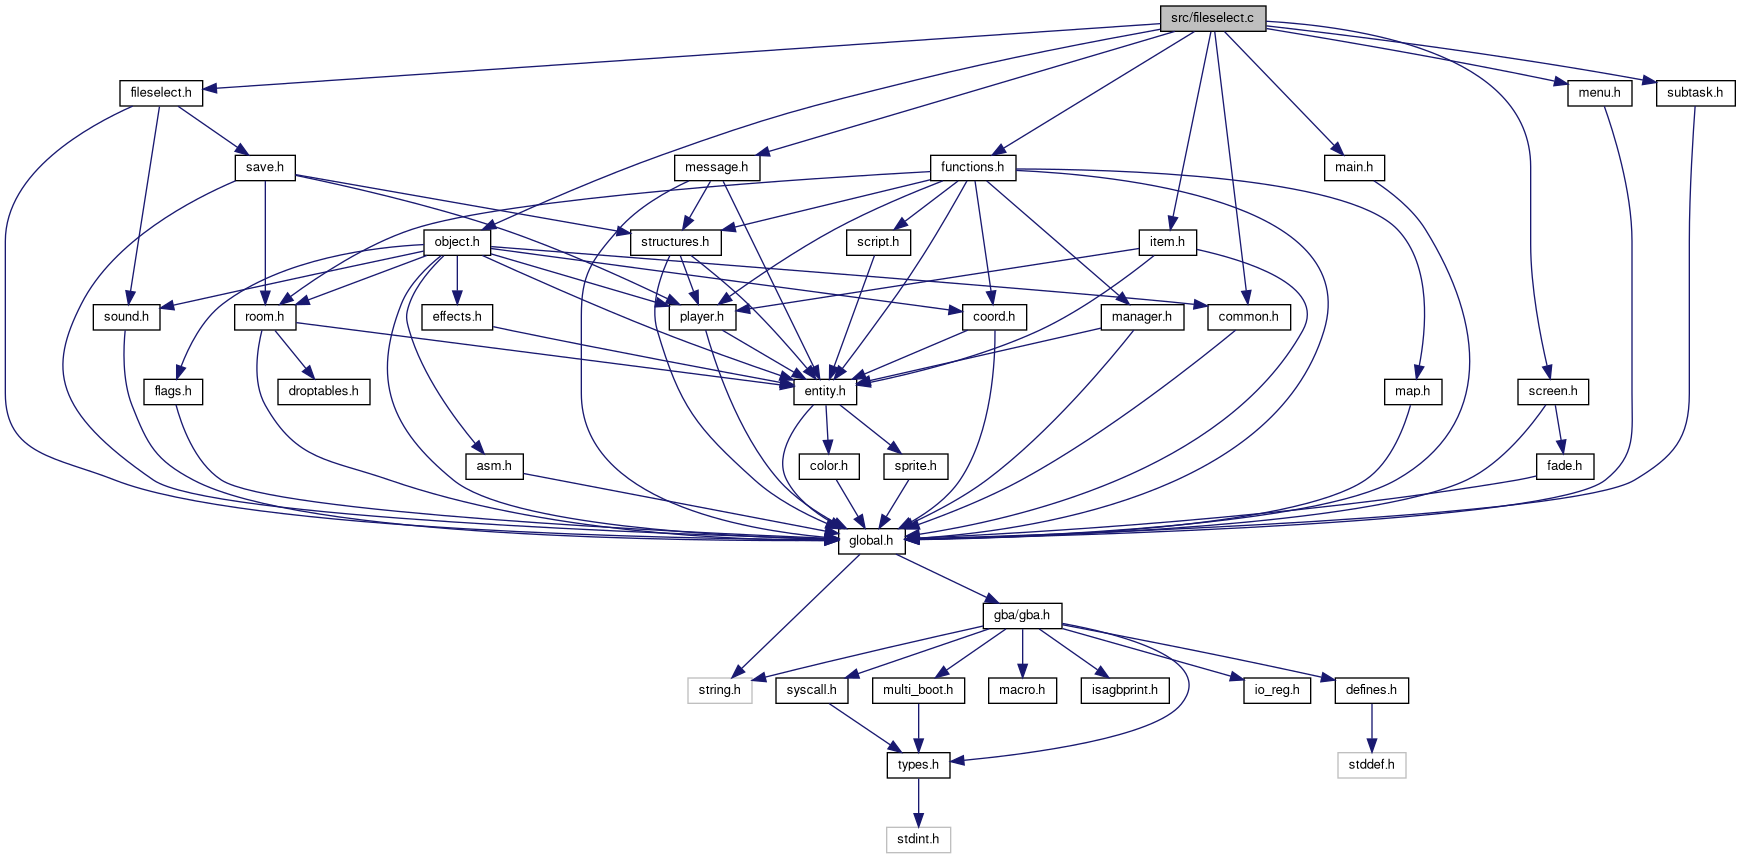 src/fileselect.c
fileselect.h
menu.h
subtask.h
save.h
message.h
functions.h
main.h
object.h
structures.h
script.h
item.h
sound.h
room.h
effects.h
player.h
coord.h
manager.h
common.h
flags.h
droptables.h
entity.h
map.h
screen.h
asm.h
color.h
sprite.h
fade.h
global.h
gba/gba.h
string.h
syscall.h
multi_boot.h
macro.h
isagbprint.h
io_reg.h
defines.h
types.h
stddef.h
stdint.h